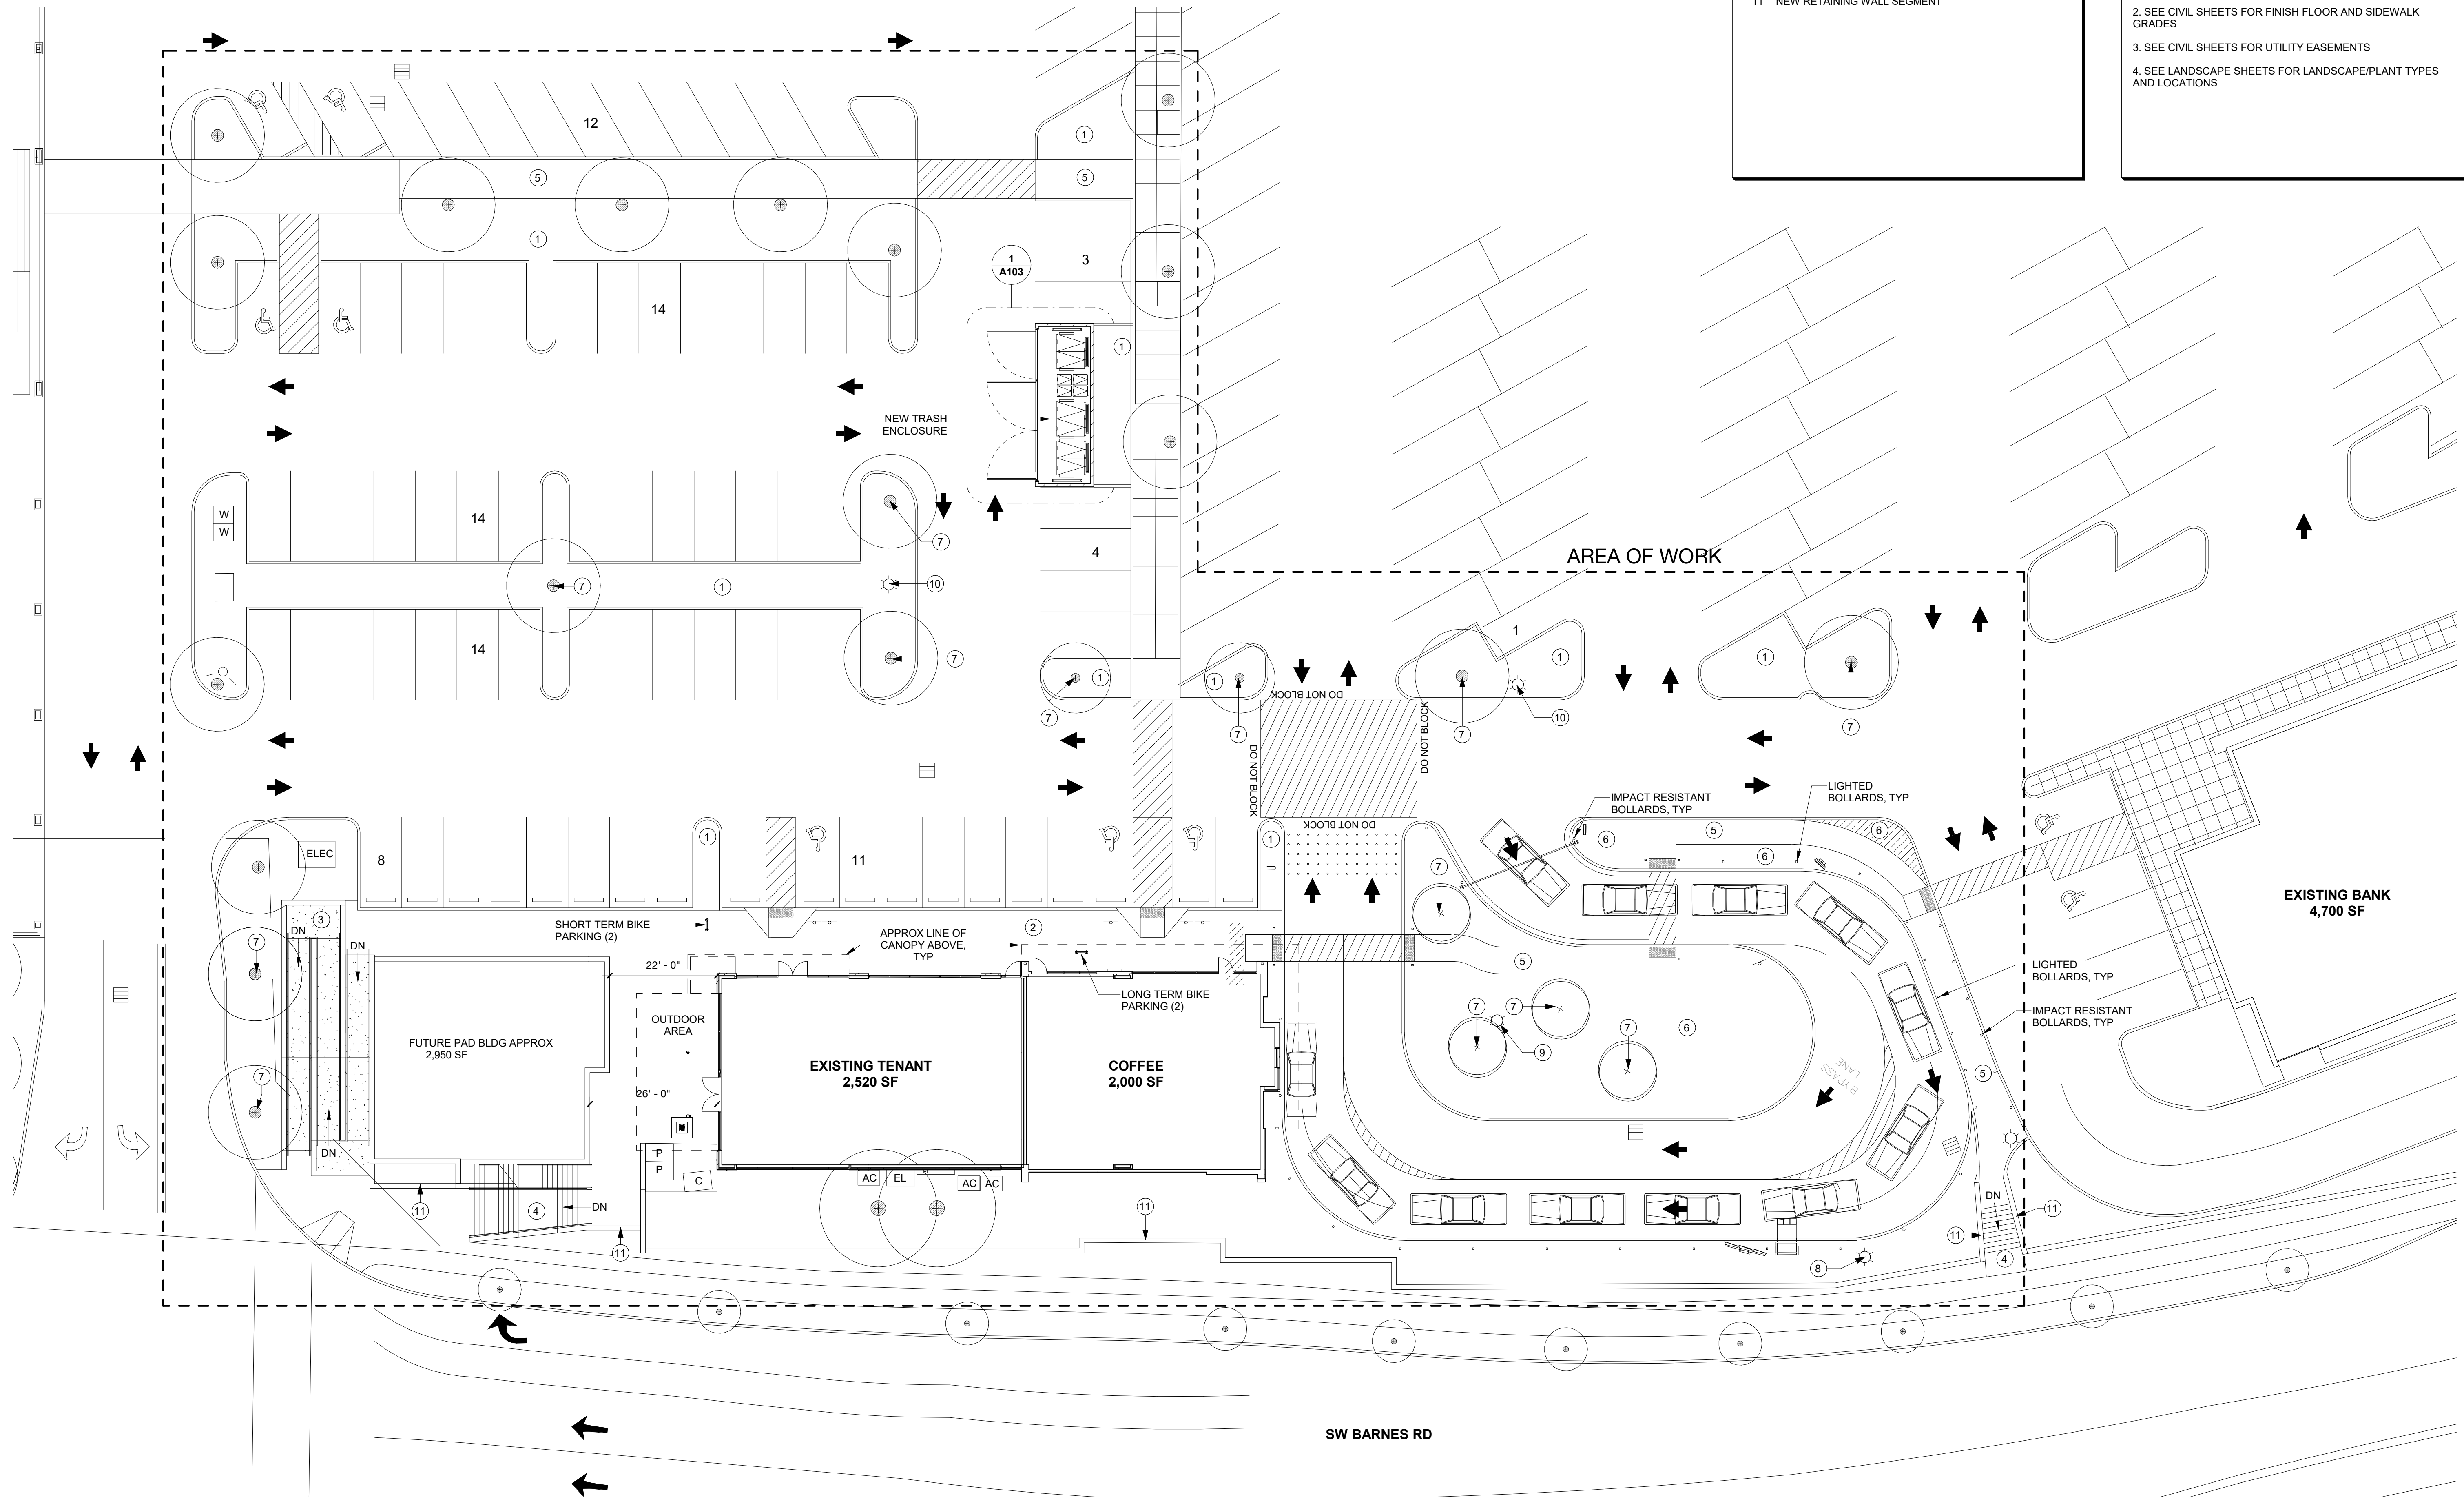 11 NEW RETAINING WALL SEGMENT
2. SEE CIVIL SHEETS FOR FINISH FLOOR AND SIDEWALK
GRADES
3. SEE CIVIL SHEETS FOR UTILITY EASEMENTS
4. SEE LANDSCAPE SHEETS FOR LANDSCAPE/PLANT TYPES
AND LOCATIONS
12
1
5
5
1
1
A103
3
14
1
NEW TRASH
ENCLOSURE
W
W
14
7
4
AREA OF WORK
7
1
10
14
7
1
1
1
1
1
7
7
7
10
7
DO NOT BLOCK
DO NOT BLOCK
DO NOT BLOCK
DO NOT BLOCK
IMPACT RESISTANT
BOLLARDS, TYP
LIGHTED
BOLLARDS, TYP
ELEC
8
1
11
1
6
5
6
6
7
EXISTING BANK
4,700 SF
3
DN
DN
7
SHORT TERM BIKE
PARKING (2)
APPROX LINE OF
CANOPY ABOVE,
TYP
2
5
22' - 0"
LIGHTED
BOLLARDS, TYP
LONG TERM BIKE
PARKING (2)
7
7
7
6
IMPACT RESISTANT
BOLLARDS, TYP
OUTDOOR
AREA
FUTURE PAD BLDG APPROX
2,950 SF
9
EXISTING TENANT
2,520 SF
COFFEE
2,000 SF
BYPASS
LANE
5
7
26' - 0"
DN
P
P
C
AC
EL
AC
AC
11
4
DN
11
11
DN
11
11
4
8
SW BARNES RD